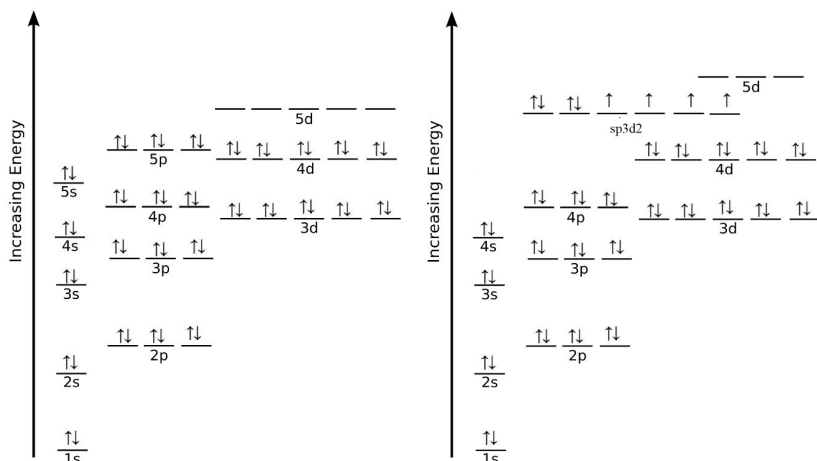 Increasing Energy
5d
5p
4d
5s
4p
3d
4s
3p
3s
2p
2s
1s
Increasing Energy
5d
sp3d2
4d
4p
3d
4s
3p
3s
2p
2s
1s